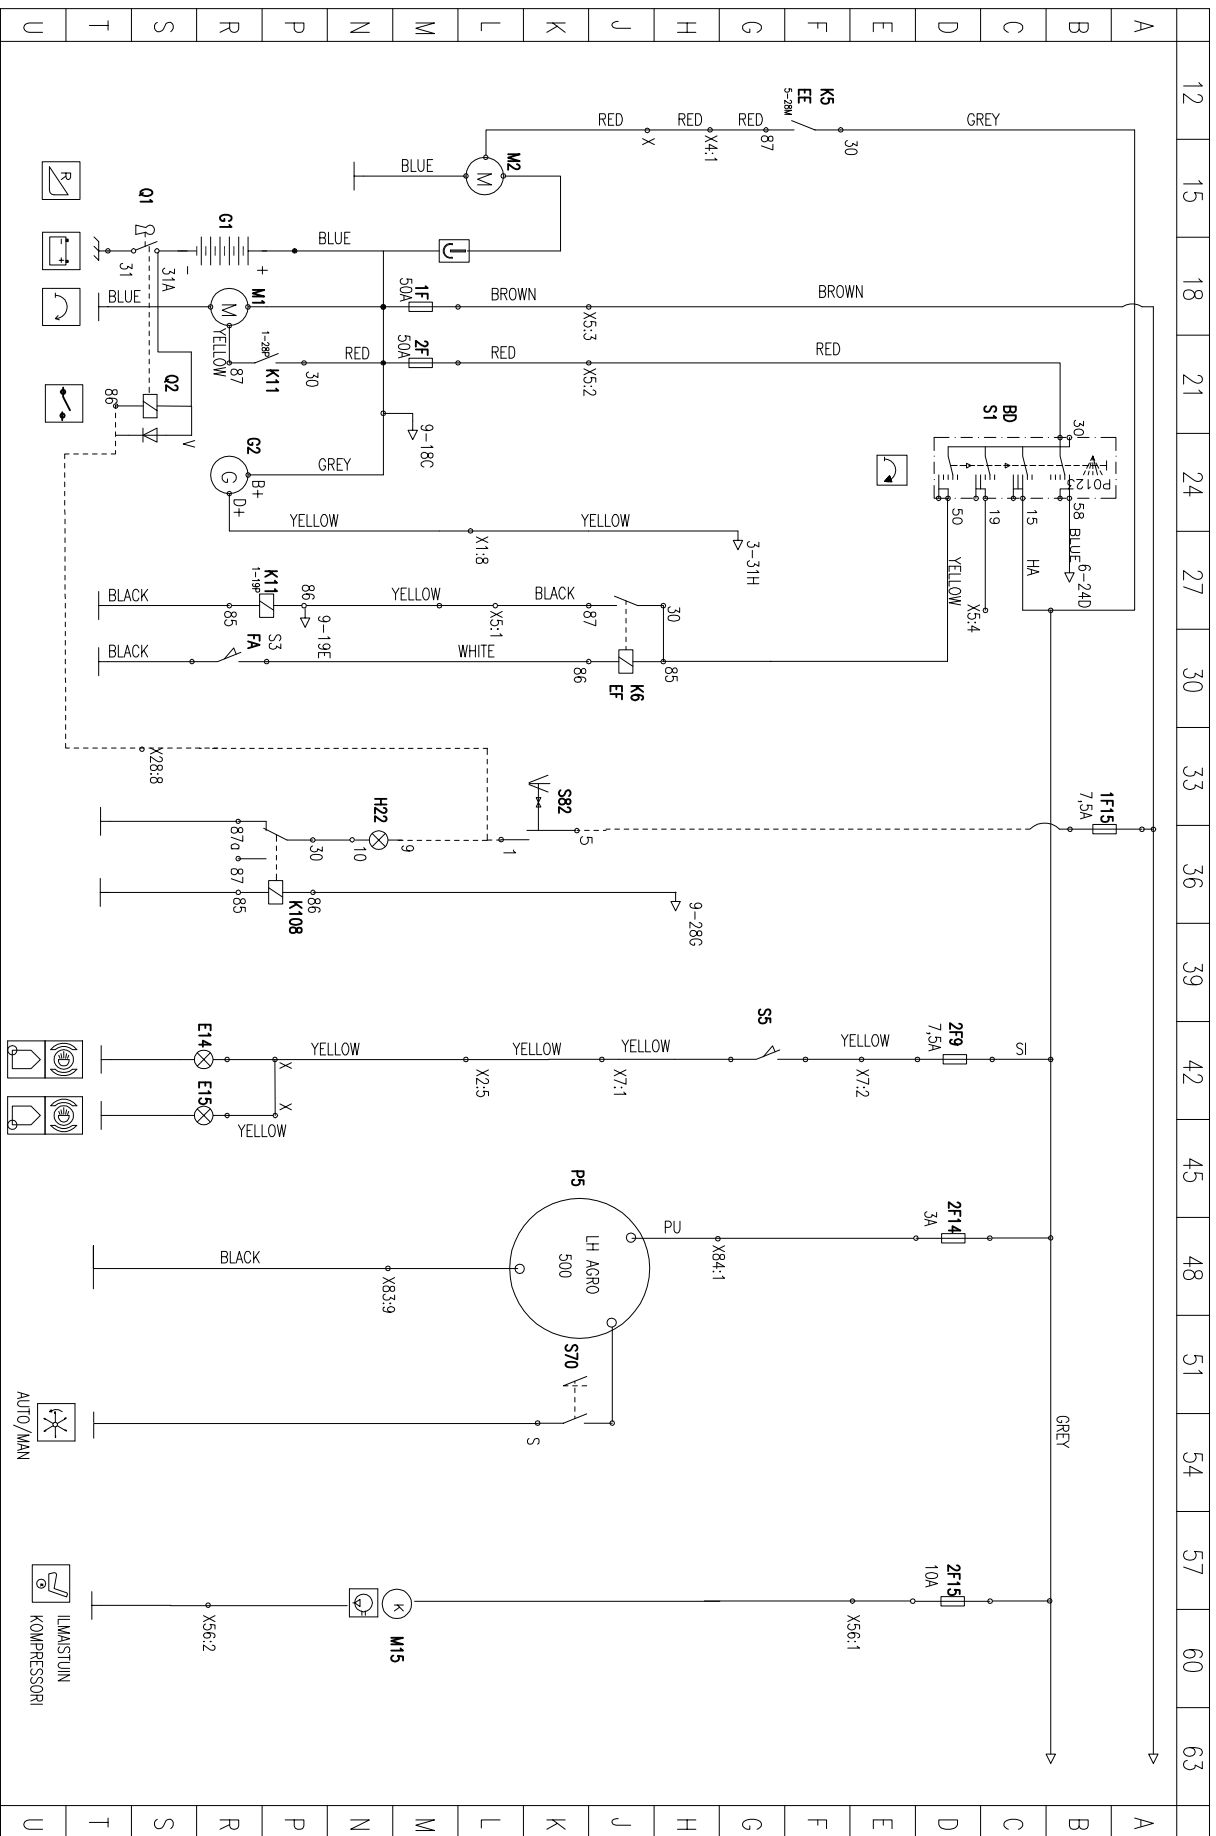 A
B
C
D
E
F
G
H
J
K
L
M
N
P
R
S
T
U
12
15
18
21
24
27
30
33
36
39
42
45
48
51
54
57
60
63
A
B
C
D
E
F
G
H
J
K
L
M
N
P
R
S
T
U
GREY
30
K5
EE
5-28M
87
RED
X4:1
RED
X
RED
M2
M
BLUE
R
Q1
31
31A
G1
-
+
BLUE
BROWN
X5:3
BROWN
1F
50A
M1
M
BLUE
YELLOW
87
1-28P
K11
30
RED
2F
50A
RED
X5:2
RED
Q2
86
V
9-18C
G2
G
B+
D+
GREY
YELLOW
X1:8
YELLOW
3-31H
BD
S1
30
P0123
58
15
19
50
BLUE
6-24D
HA
X5:4
YELLOW
BLACK
85
K11
1-19P
86
9-19E
YELLOW
X5:1
BLACK
87
30
BLACK
S3
FA
WHITE
86
85
K6
EF
X28:8
1F15
7,5A
S82
5
1
9
H22
10
30
87a
87
85
K108
86
9-28G
SI
2F9
7,5A
YELLOW
X7:2
S5
YELLOW
X7:1
YELLOW
X2:5
YELLOW
X
X
E14
E15
YELLOW
2F14
3A
X84:1
PU
P5
LH AGRO
500
X83:9
BLACK
S70
S
AUTO/MAN
GREY
2F15
10A
X56:1
K
M15
X56:2
ILMAISTUIN
KOMPRESSORI